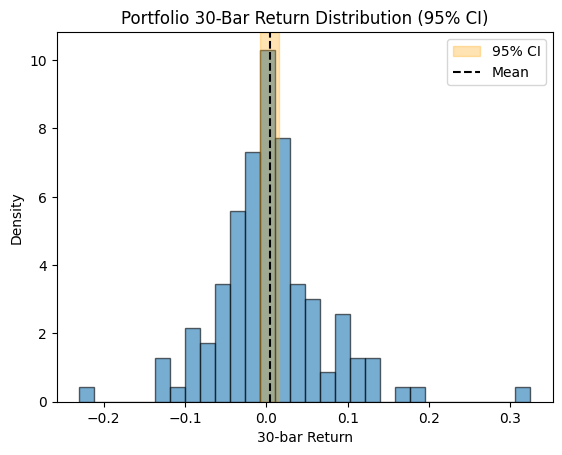 Portfolio 30-Bar Return Distribution (95% CI)
95% CI
Mean
10
8
6
4
2
0
Density
−0.2
−0.1
0.0
0.1
0.2
0.3
30-bar Return